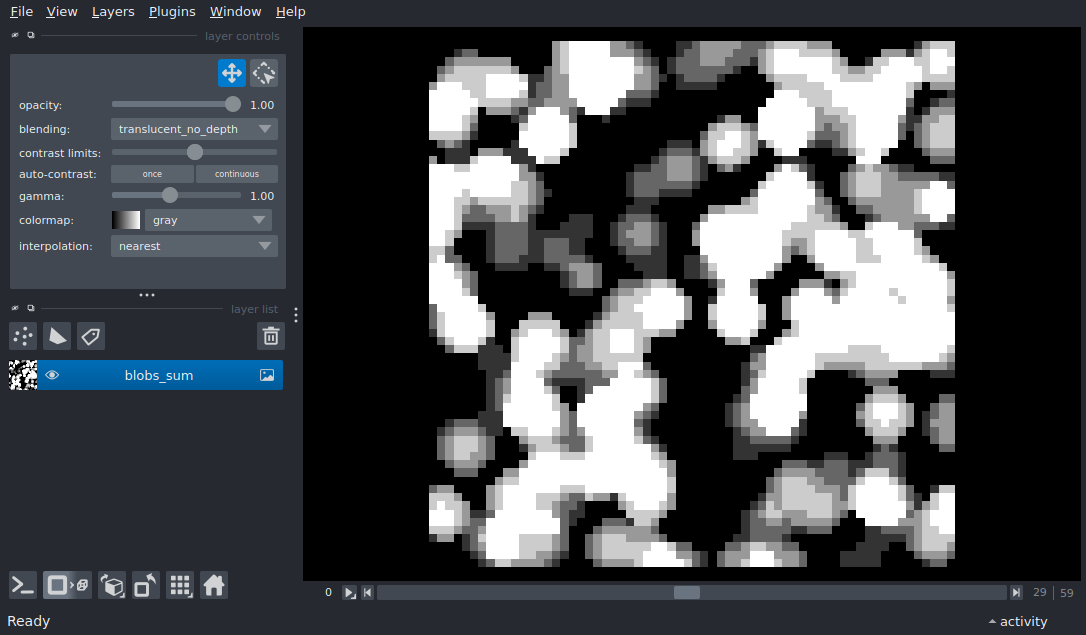 File View Layers Plugins Window Help
layer controls
opacity: 1.00
blending: translucent_no_depth
contrast limits:
auto-contrast: once continuous
gamma: 1.00
colormap: gray
interpolation: nearest
layer list
blobs_sum
0 29 59
Ready activity